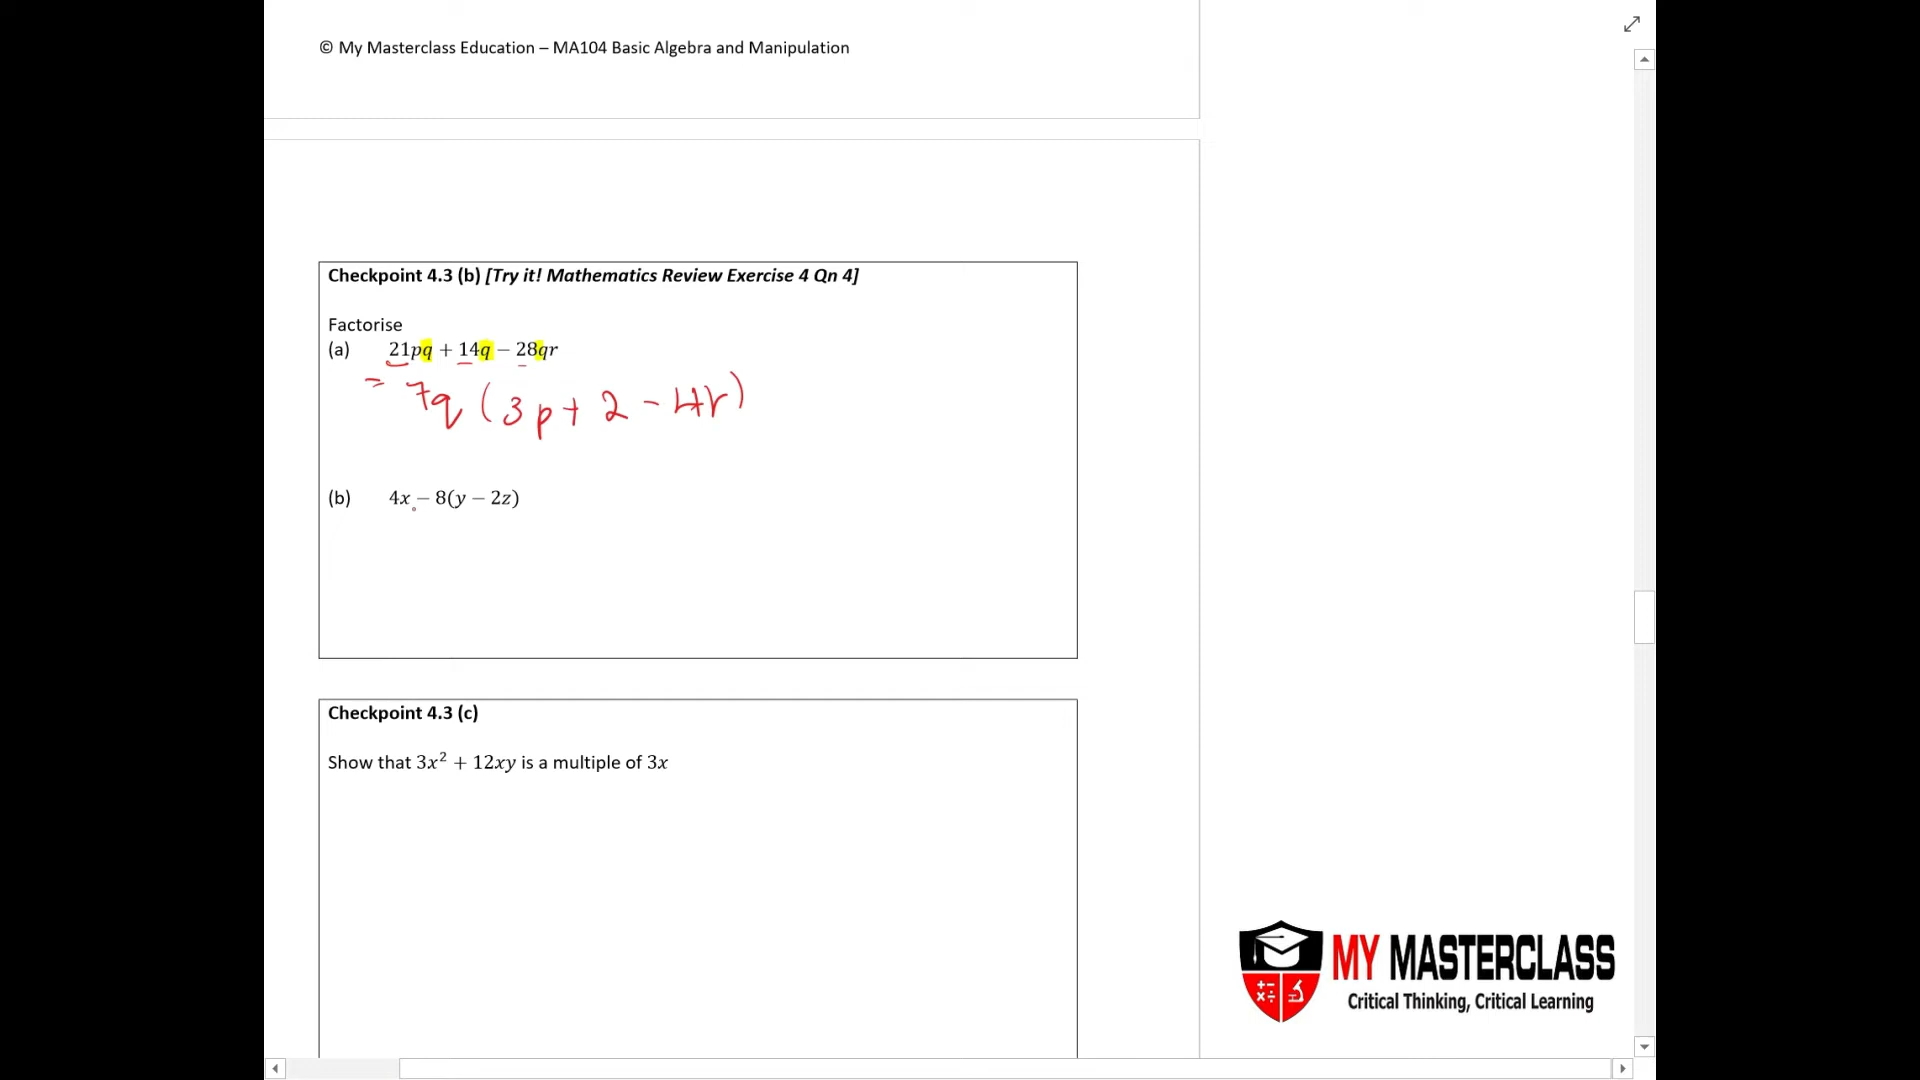 © My Masterclass Education – MA104 Basic Algebra and Manipulation
Checkpoint 4.3 (b) [Try it! Mathematics Review Exercise 4 Qn 4]
Factorise
(a) 21pq + 14q − 28qr
= 7q (3p + 2 - 4r)
(b) 4x − 8(y − 2z)
Checkpoint 4.3 (c)
Show that 3x² + 12xy is a multiple of 3x
MY MASTERCLASS
Critical Thinking, Critical Learning